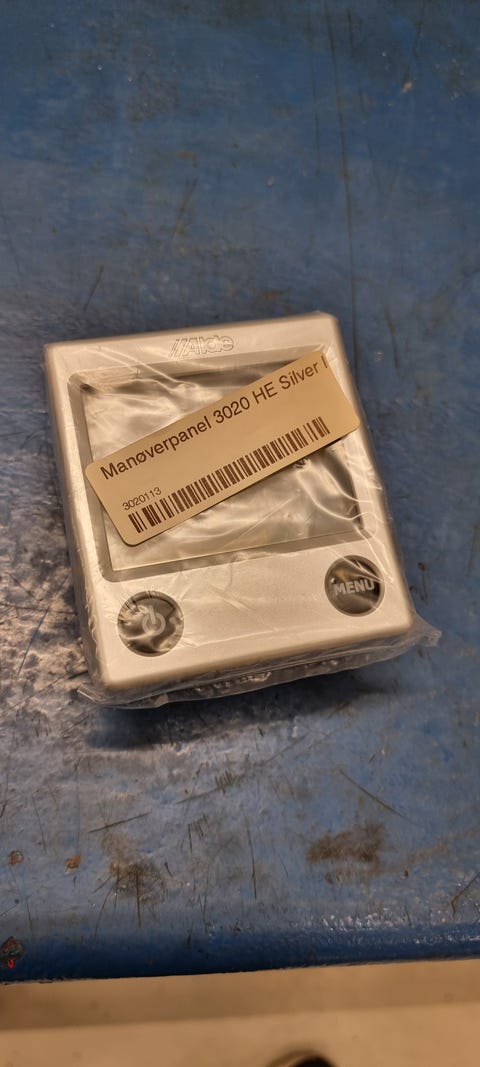 Alde
Manøverpanel 3020 HE Silver
3020113
MENU